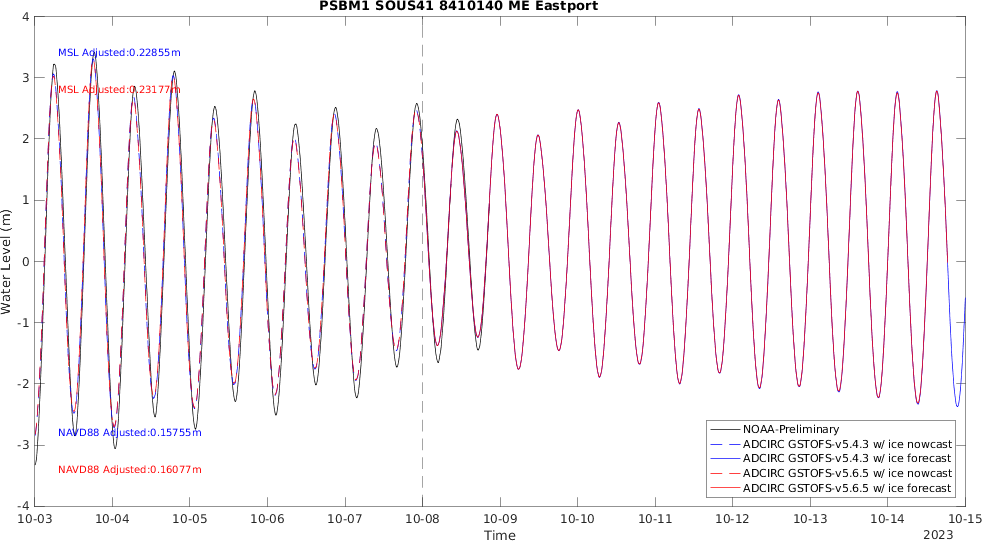 PSBM1 SOUS41 8410140 ME Eastport
4
3
2
1
0
-1
-2
-3
-4
Water Level (m)
MSL Adjusted:0.22855m
MSL Adjusted:0.23177m
NAVD88 Adjusted:0.15755m
NAVD88 Adjusted:0.16077m
NOAA-Preliminary
ADCIRC GSTOFS-v5.4.3 w/ ice nowcast
ADCIRC GSTOFS-v5.4.3 w/ ice forecast
ADCIRC GSTOFS-v5.6.5 w/ ice nowcast
ADCIRC GSTOFS-v5.6.5 w/ ice forecast
10-03 10-04 10-05 10-06 10-07 10-08 10-09 10-10 10-11 10-12 10-13 10-14 10-15
Time
2023